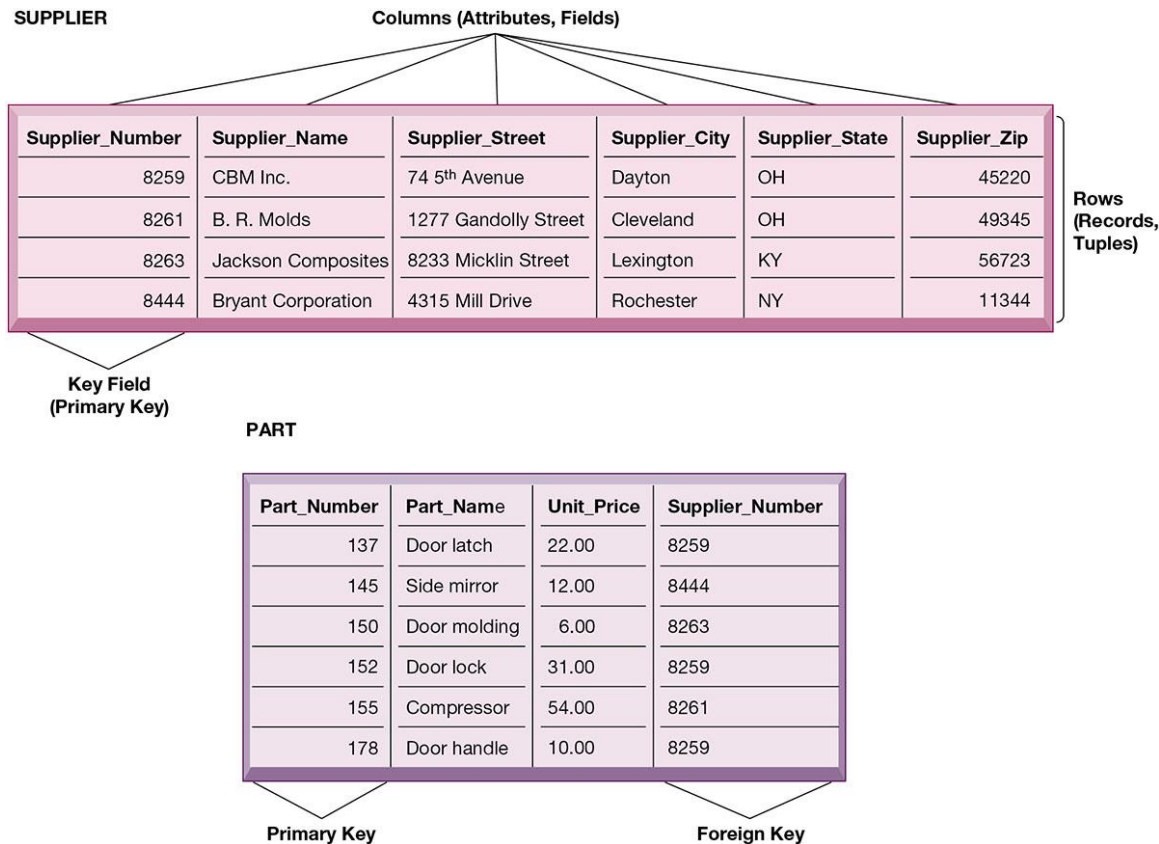 SUPPLIER
Columns (Attributes, Fields)
Supplier_Number Supplier_Name Supplier_Street Supplier_City Supplier_State Supplier_Zip
8259 CBM Inc. 74 5th Avenue Dayton OH 45220
8261 B. R. Molds 1277 Gandolly Street Cleveland OH 49345
8263 Jackson Composites 8233 Micklin Street Lexington KY 56723
8444 Bryant Corporation 4315 Mill Drive Rochester NY 11344
Rows
(Records,
Tuples)
Key Field
(Primary Key)
PART
Part_Number Part_Name Unit_Price Supplier_Number
137 Door latch 22.00 8259
145 Side mirror 12.00 8444
150 Door molding 6.00 8263
152 Door lock 31.00 8259
155 Compressor 54.00 8261
178 Door handle 10.00 8259
Primary Key
Foreign Key